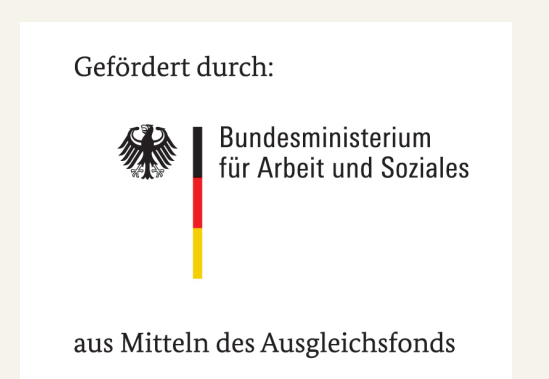 Gefördert durch:
Bundesministerium
für Arbeit und Soziales
aus Mitteln des Ausgleichsfonds